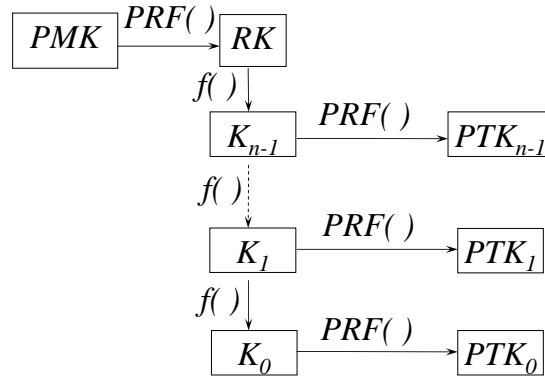 PMK PRF( ) RK
f( )
K_{n-1} PRF( ) PTK_{n-1}
f( )
K_1 PRF( ) PTK_1
f( )
K_0 PRF( ) PTK_0